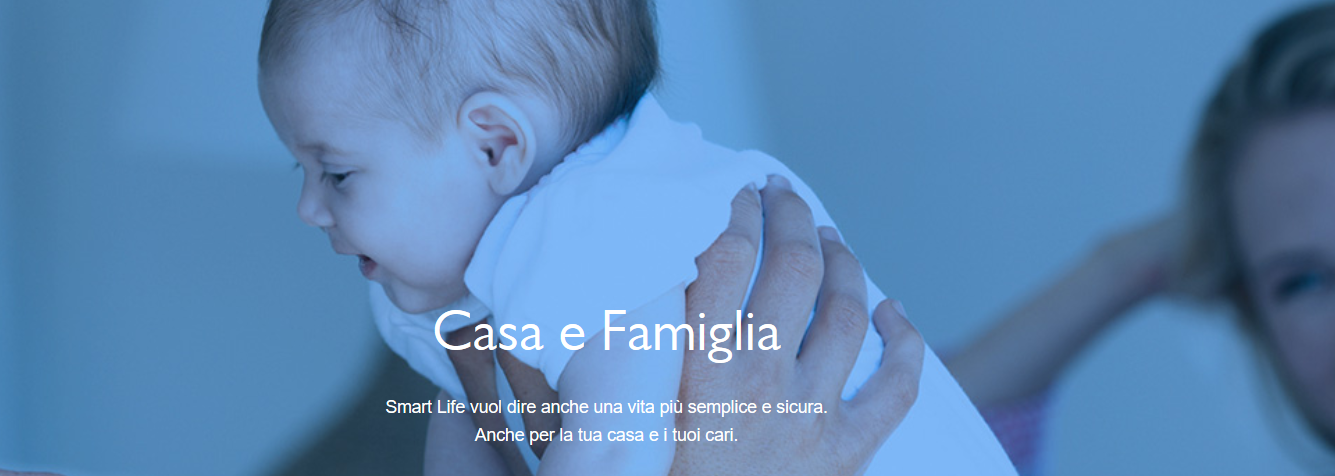 Casa e Famiglia
Smart Life vuol dire anche una vita più semplice e sicura.
Anche per la tua casa e i tuoi cari.